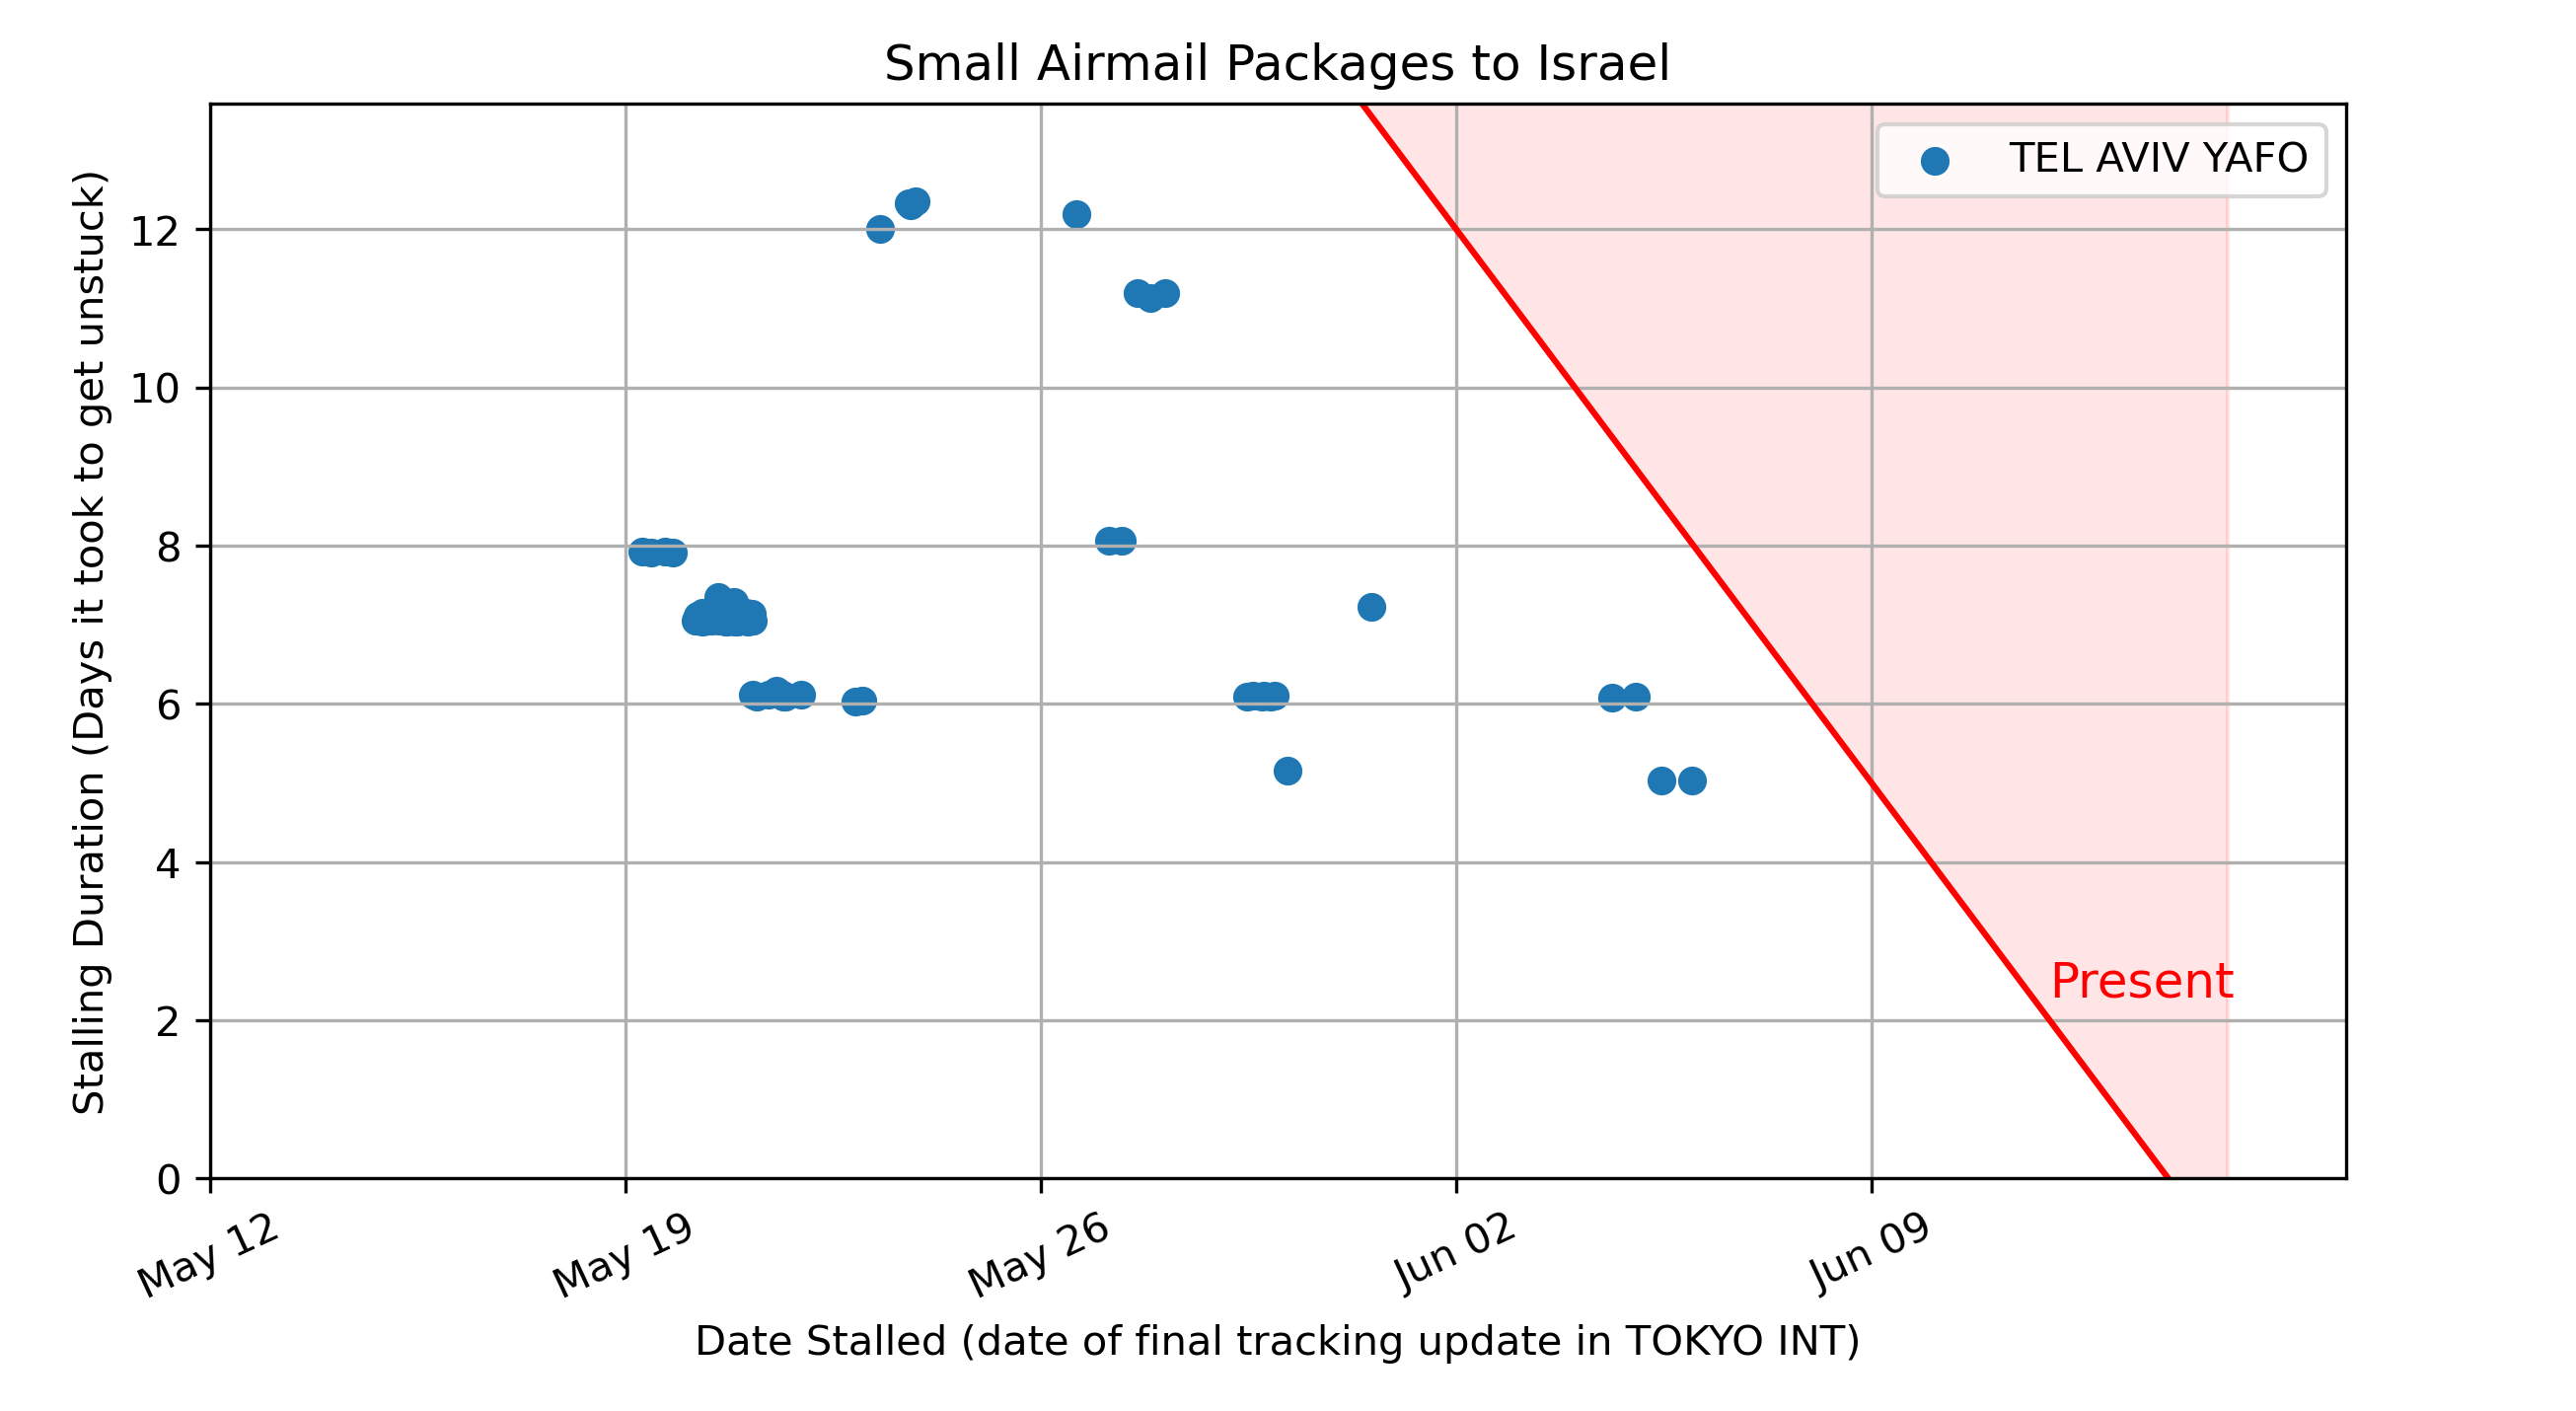 Small Airmail Packages to Israel
TEL AVIV YAFO
Stalling Duration (Days it took to get unstuck)
12
10
8
6
4
2
0
Present
May 12
May 19
May 26
Jun 02
Jun 09
Date Stalled (date of final tracking update in TOKYO INT)